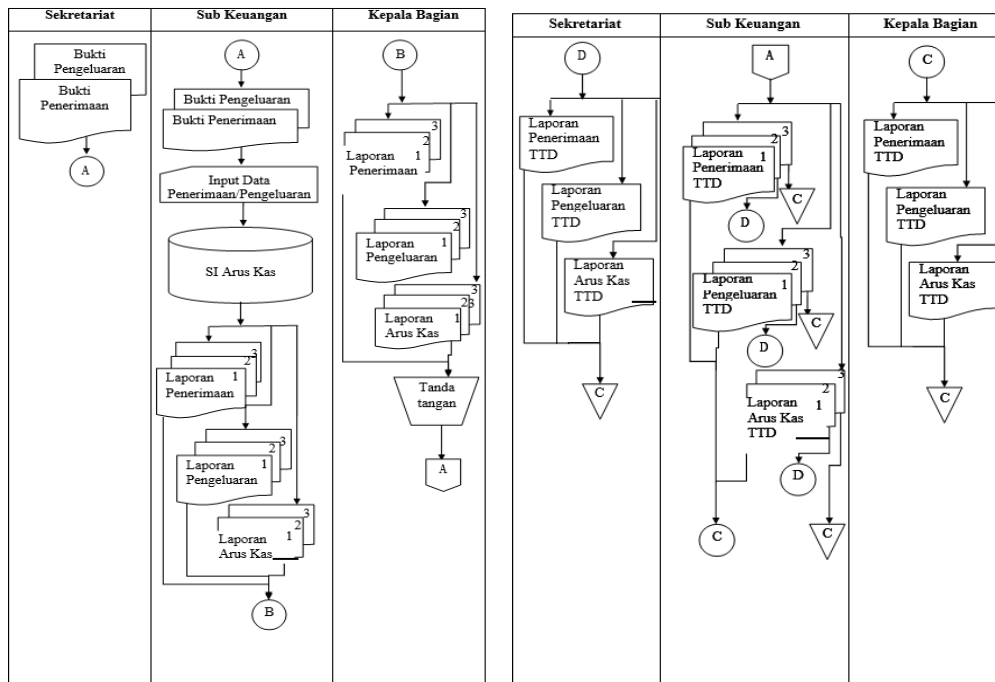 Sekretariat
Sub Keuangan
Kepala Bagian
Bukti
Pengeluaran
Bukti
Penerimaan
A
A
Bukti Pengeluaran
Bukti Penerimaan
Input Data
Penerimaan/Pengeluaran
SI Arus Kas
3
2
Laporan 1
Penerimaan
3
2
Laporan 1
Pengeluaran
3
2
Laporan 1
Arus Kas
B
B
3
2
Laporan 1
Penerimaan
3
2
Laporan 1
Pengeluaran
3
23
Laporan 1
Arus Kas
Tanda
tangan
A
Sekretariat
Sub Keuangan
Kepala Bagian
D
Laporan
Penerimaan
TTD
Laporan
Pengeluaran
TTD
Laporan
Arus Kas
TTD
C
A
3
2
Laporan 1
Penerimaan
TTD
C
D
3
2
Laporan 1
Pengeluaran
TTD
C
D
3
2
Laporan 1
Arus Kas
TTD
D
C
C
C
Laporan
Penerimaan
TTD
Laporan
Pengeluaran
TTD
Laporan
Arus Kas
TTD
C